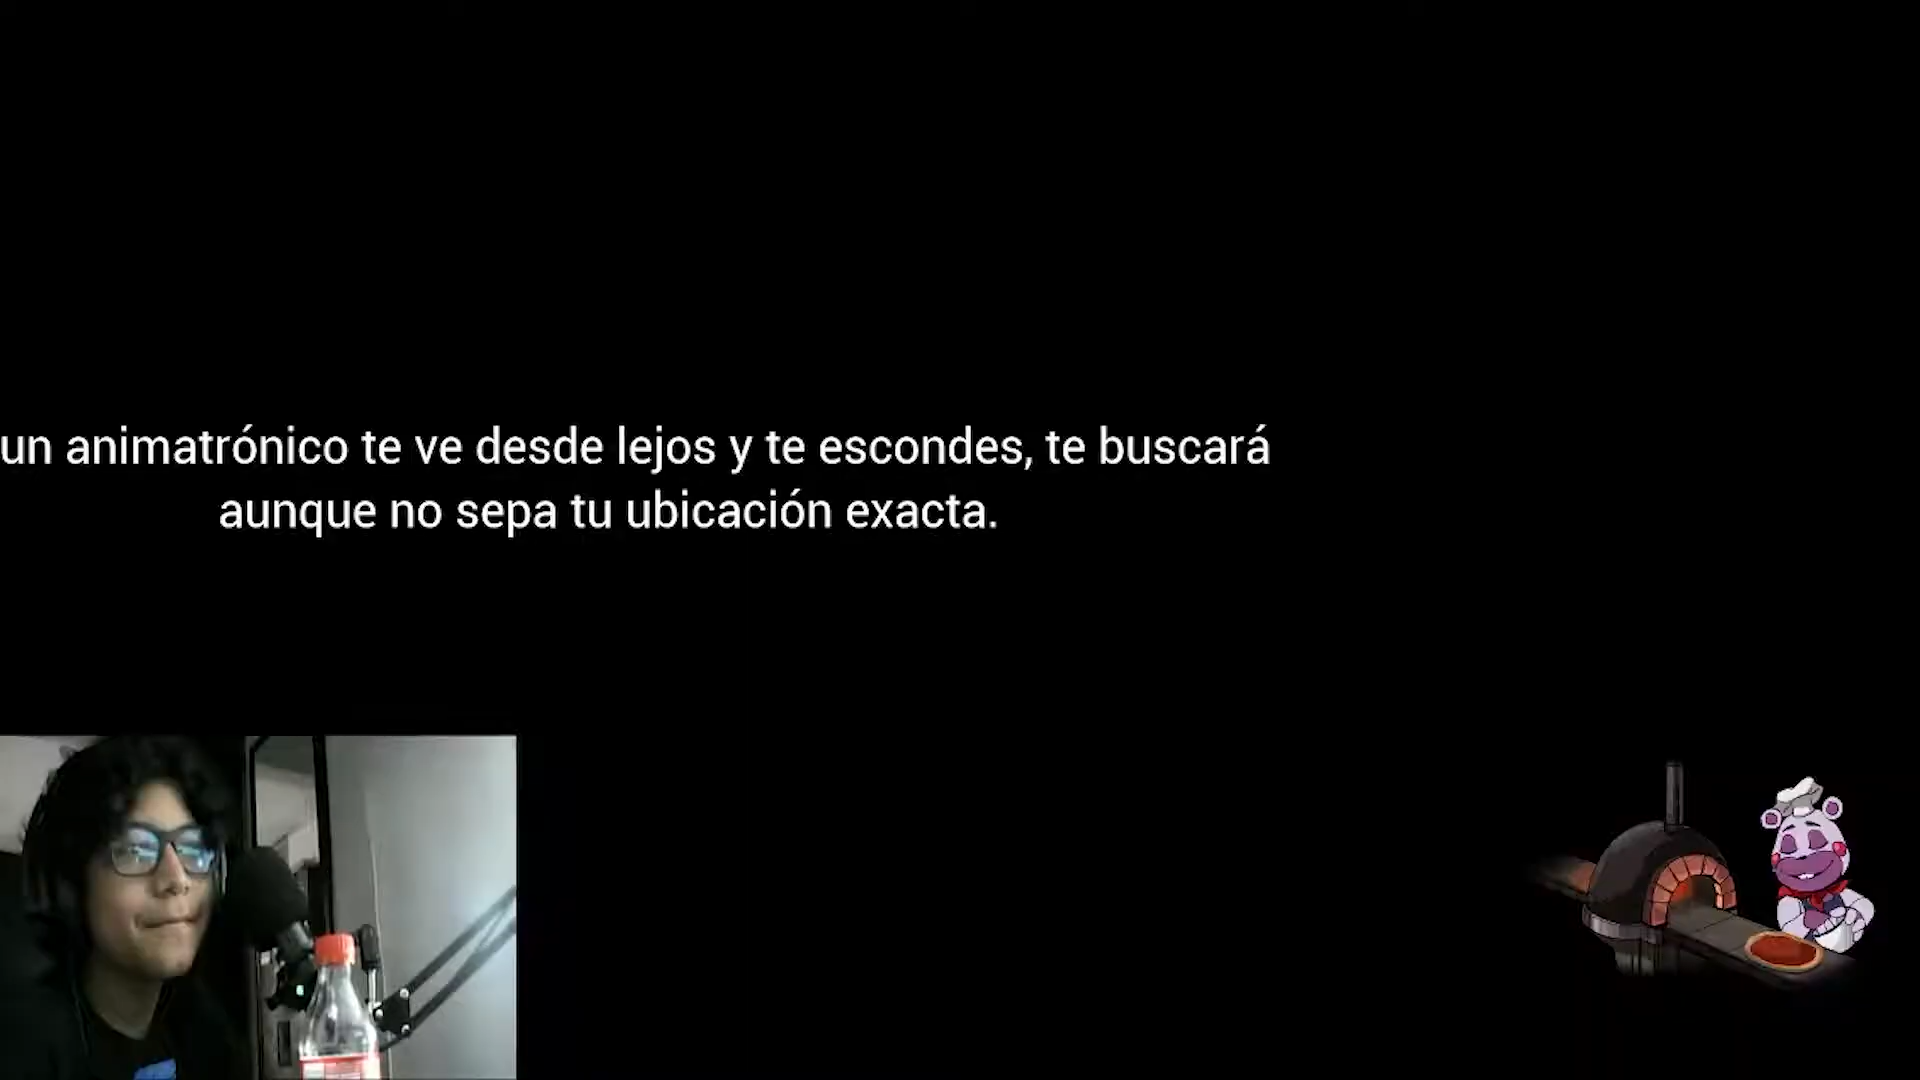 un animatrónico te ve desde lejos y te escondes, te buscará
aunque no sepa tu ubicación exacta.